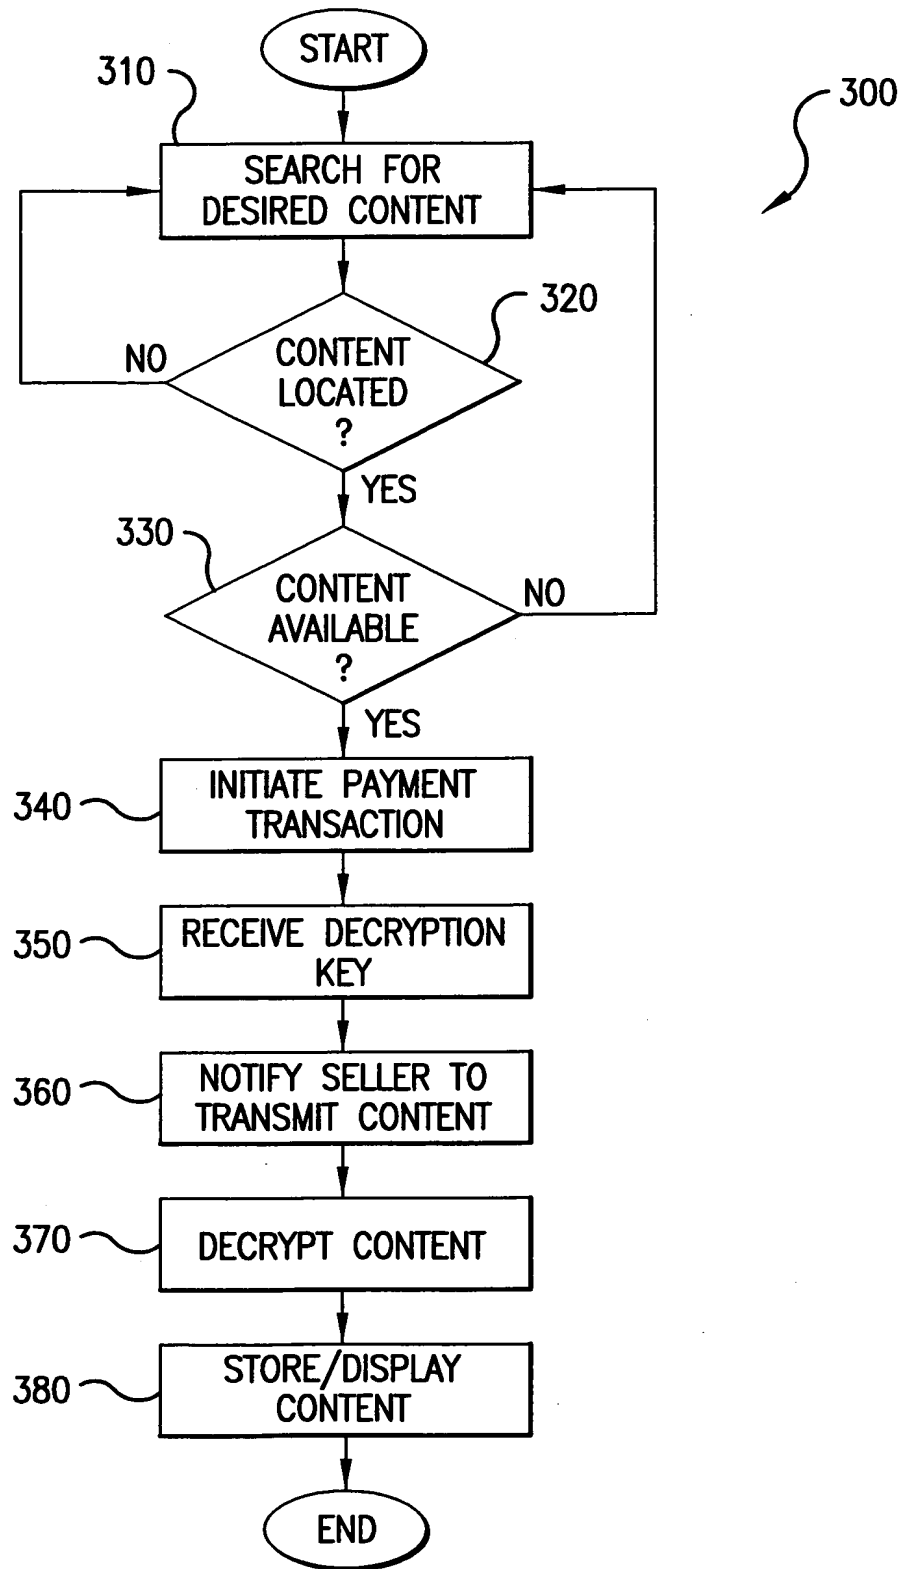 START
310
300
SEARCH FOR
DESIRED CONTENT
320
NO
CONTENT
LOCATED
?
YES
330
CONTENT
AVAILABLE
?
NO
YES
340
INITIATE PAYMENT
TRANSACTION
350
RECEIVE DECRYPTION
KEY
360
NOTIFY SELLER TO
TRANSMIT CONTENT
370
DECRYPT CONTENT
380
STORE/DISPLAY
CONTENT
END